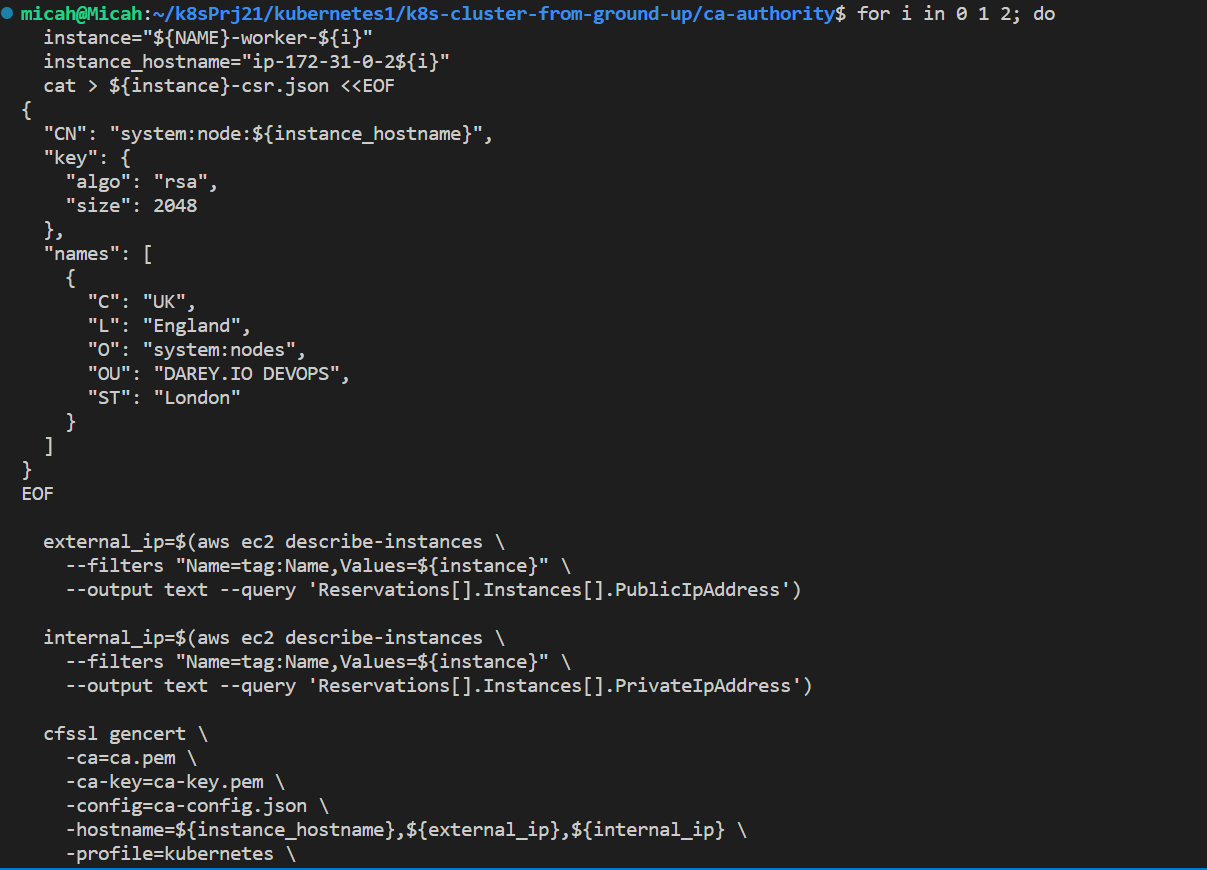 micah@Micah:~/k8sPrj21/kubernetes1/k8s-cluster-from-ground-up/ca-authority$ for i in 0 1 2; do
  instance="${NAME}-worker-${i}"
  instance_hostname="ip-172-31-0-2${i}"
  cat > ${instance}-csr.json <<EOF
{
  "CN": "system:node:${instance_hostname}",
  "key": {
    "algo": "rsa",
    "size": 2048
  },
  "names": [
    {
      "C": "UK",
      "L": "England",
      "O": "system:nodes",
      "OU": "DAREY.IO DEVOPS",
      "ST": "London"
    }
  ]
}
EOF

  external_ip=$(aws ec2 describe-instances \
    --filters "Name=tag:Name,Values=${instance}" \
    --output text --query 'Reservations[].Instances[].PublicIpAddress')

  internal_ip=$(aws ec2 describe-instances \
    --filters "Name=tag:Name,Values=${instance}" \
    --output text --query 'Reservations[].Instances[].PrivateIpAddress')

  cfssl gencert \
    -ca=ca.pem \
    -ca-key=ca-key.pem \
    -config=ca-config.json \
    -hostname=${instance_hostname},${external_ip},${internal_ip} \
    -profile=kubernetes \